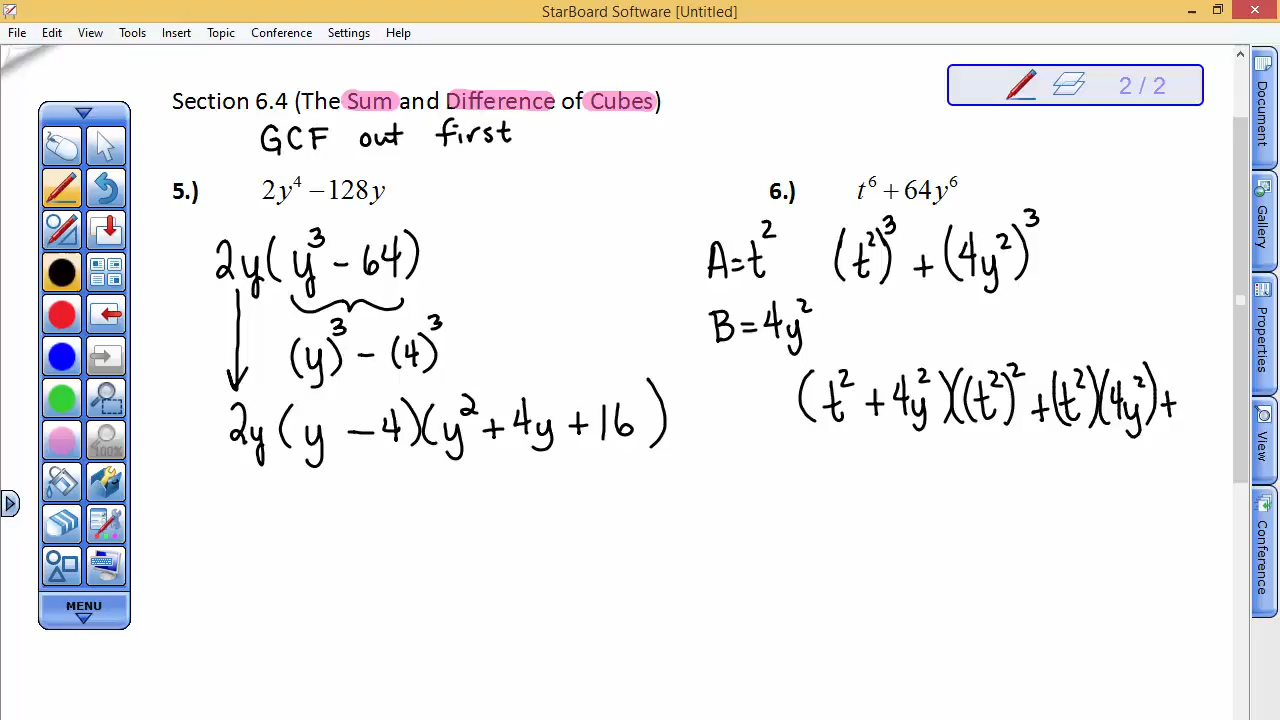 StarBoard Software [Untitled]
File Edit View Tools Insert Topic Conference Settings Help
2 / 2
Section 6.4 (The Sum and Difference of Cubes)
GCF out first
5.) 2y⁴ − 128y
2y(y³ − 64)
(y)³ − (4)³
2y(y − 4)(y² + 4y + 16)
6.) t⁶ + 64y⁶
A = t² (t²)³ + (4y²)³
B = 4y²
(t² + 4y²)((t²)² + (t²)(4y²) +
MENU
Document
Gallery
Properties
View
Conference